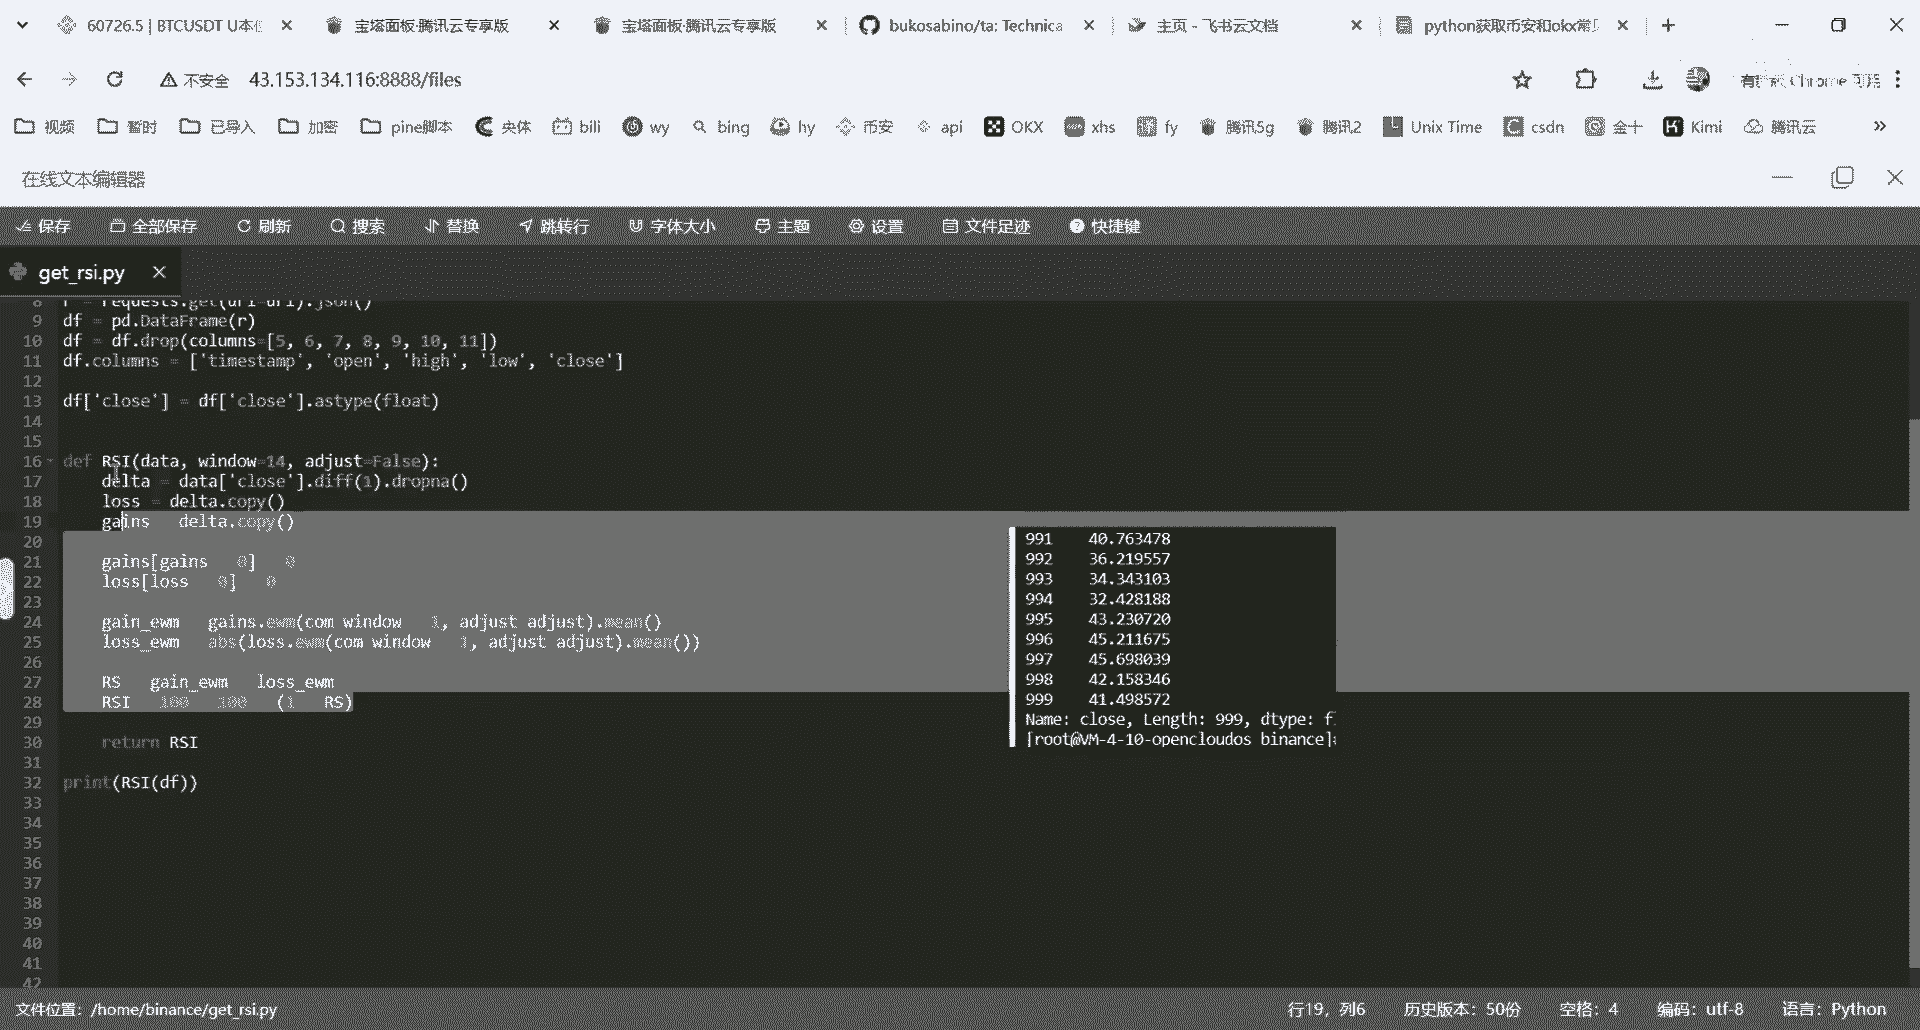 60726.5 | BTCUSDT U本位
宝塔面板-腾讯云专享版
宝塔面板-腾讯云专享版
bukosabino/ta: Technica
主页 - 飞书云文档
python获取币安和okx常
不安全 43.153.134.116:8888/files
视频 暂时 已导入 加密 pine脚本 央体 bili wy bing hy 币安 api OKX xhs fy 腾讯5g 腾讯2 Unix Time csdn 金十 Kimi 腾讯云 »
在线文本编辑器
保存 全部保存 刷新 搜索 替换 跳转行 字体大小 主题 设置 文件足迹 快捷键
get_rsi.py
8 r = requests.get(url=url).json()
9 df = pd.DataFrame(r)
10 df = df.drop(columns=[5, 6, 7, 8, 9, 10, 11])
11 df.columns = ['timestamp', 'open', 'high', 'low', 'close']
12
13 df['close'] = df['close'].astype(float)
14
15
16 def RSI(data, window=14, adjust=False):
17 delta = data['close'].diff(1).dropna()
18 loss = delta.copy()
19 gains delta.copy()
20
21 gains[gains 0] 0
22 loss[loss 0] 0
23
24 gain_ewm gains.ewm(com window 1, adjust adjust).mean()
25 loss_ewm abs(loss.ewm(com window 1, adjust adjust).mean())
26
27 RS gain_ewm loss_ewm
28 RSI 100 100 (1 RS)
29
30 return RSI
31
32 print(RSI(df))
33
34
35
36
37
38
39
40
41
42
991 40.763478
992 36.219557
993 34.343103
994 32.428188
995 43.230720
996 45.211675
997 45.698039
998 42.158346
999 41.498572
Name: close, Length: 999, dtype: f
[root@VM-4-10-opencloudos binance]
文件位置: /home/binance/get_rsi.py 行19, 列6 历史版本: 50份 空格: 4 编码: utf-8 语言: Python